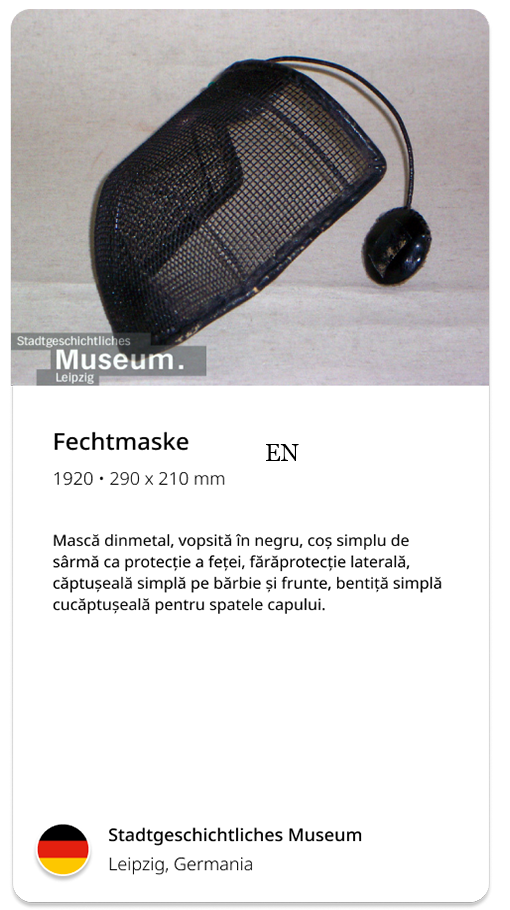 Stadtgeschichtliches
Museum.
Leipzig
Fechtmaske
EN
1920 • 290 x 210 mm
Mască dinmetal, vopsită în negru, coș simplu de
sârmă ca protecție a feței, fărăprotecție laterală,
căptușeală simplă pe bărbie și frunte, bentiță simplă
cucăptușeală pentru spatele capului.
Stadtgeschichtliches Museum
Leipzig, Germania